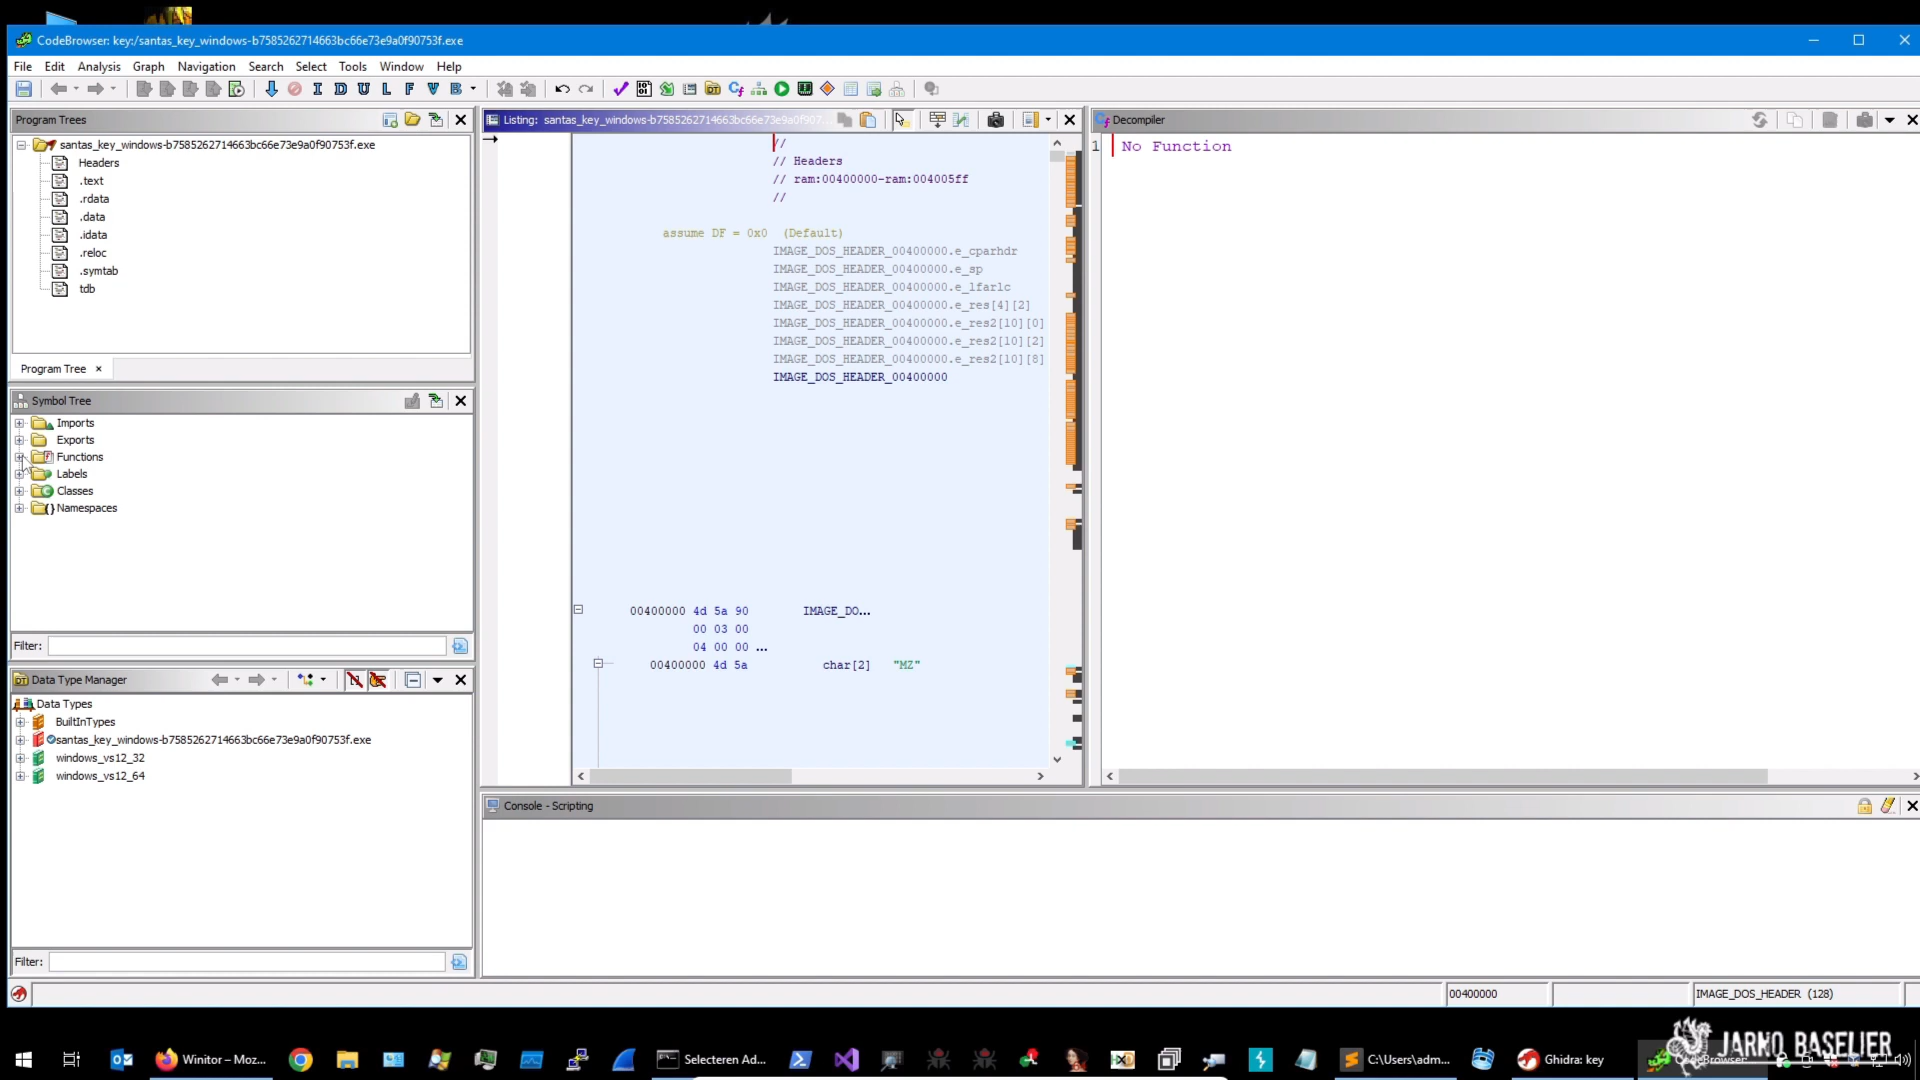 CodeBrowser: key:/santas_key_windows-b7585262714663bc66e73e9a0f90753f.exe
File Edit Analysis Graph Navigation Search Select Tools Window Help
I D U L F V B
Program Trees
santas_key_windows-b7585262714663bc66e73e9a0f90753f.exe
Headers
.text
.rdata
.data
.idata
.reloc
.symtab
tdb
Program Tree ×
Symbol Tree
Imports
Exports
Functions
Labels
Classes
Namespaces
Filter:
Data Type Manager
Data Types
BuiltInTypes
santas_key_windows-b7585262714663bc66e73e9a0f90753f.exe
windows_vs12_32
windows_vs12_64
Filter:
Listing: santas_key_windows-b7585262714663bc66e73e9a0f907...
//
// Headers
// ram:00400000-ram:004005ff
//
assume DF = 0x0 (Default)
IMAGE_DOS_HEADER_00400000.e_cparhdr
IMAGE_DOS_HEADER_00400000.e_sp
IMAGE_DOS_HEADER_00400000.e_lfarlc
IMAGE_DOS_HEADER_00400000.e_res[4][2]
IMAGE_DOS_HEADER_00400000.e_res2[10][0]
IMAGE_DOS_HEADER_00400000.e_res2[10][2]
IMAGE_DOS_HEADER_00400000.e_res2[10][8]
IMAGE_DOS_HEADER_00400000
00400000 4d 5a 90 IMAGE_DO...
00 03 00
04 00 00 ...
00400000 4d 5a char[2] "MZ"
Decompiler
1 No Function
Console - Scripting
00400000 IMAGE_DOS_HEADER (128)
Winitor – Moz...
Selecteren Ad...
C:\Users\adm...
Ghidra: key
JARNO BASELIER